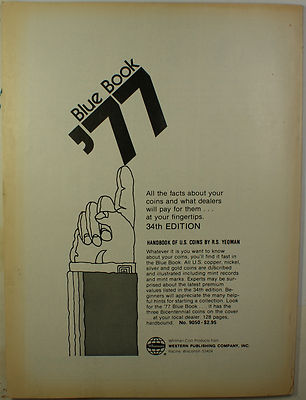 Blue Book
'77
All the facts about your
coins and what dealers
will pay for them . . .
at your fingertips.
34th EDITION
HANDBOOK OF U.S. COINS BY R.S. YEOMAN
Whatever it is you want to know
about your coins, you'll find it fast in
the Blue Book. All U.S. copper, nickel,
silver and gold coins are described
and illustrated including mint records
and mint marks. Experts may be sur-
prised about the latest premium
values listed in the 34th edition. Be-
ginners will appreciate the many help-
ful hints for starting a collection. Look
for the '77 Blue Book . . . it has the
three Bicentennial coins on the cover
. . . at your local dealer. 128 pages,
hardbound. No. 9050 • $2.95
Whitman Coin Products from
WESTERN PUBLISHING COMPANY, INC.
Racine, Wisconsin 53404